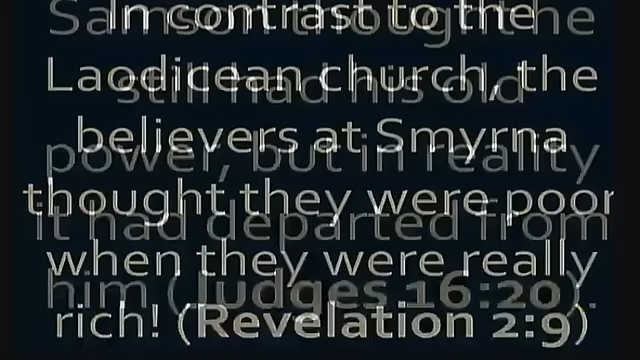 Samson thought he
In contrast to the
still had his old
Laodicean church, the
power, but in reality
believers at Smyrna
it had departed from
thought they were poor
him (Judges 16:20).
when they were really
rich! (Revelation 2:9)